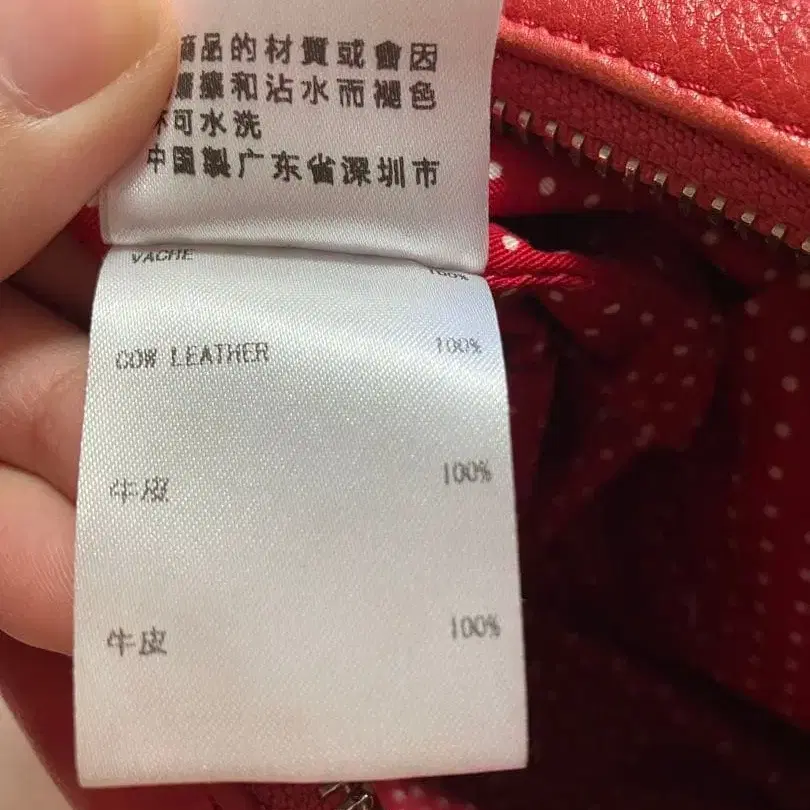 商品的材質或會因
摩擦和沾水而褪色
不可水洗
中国製广东省深圳市
VACHE 100%
COW LEATHER 100%
牛皮 100%
牛皮 100%